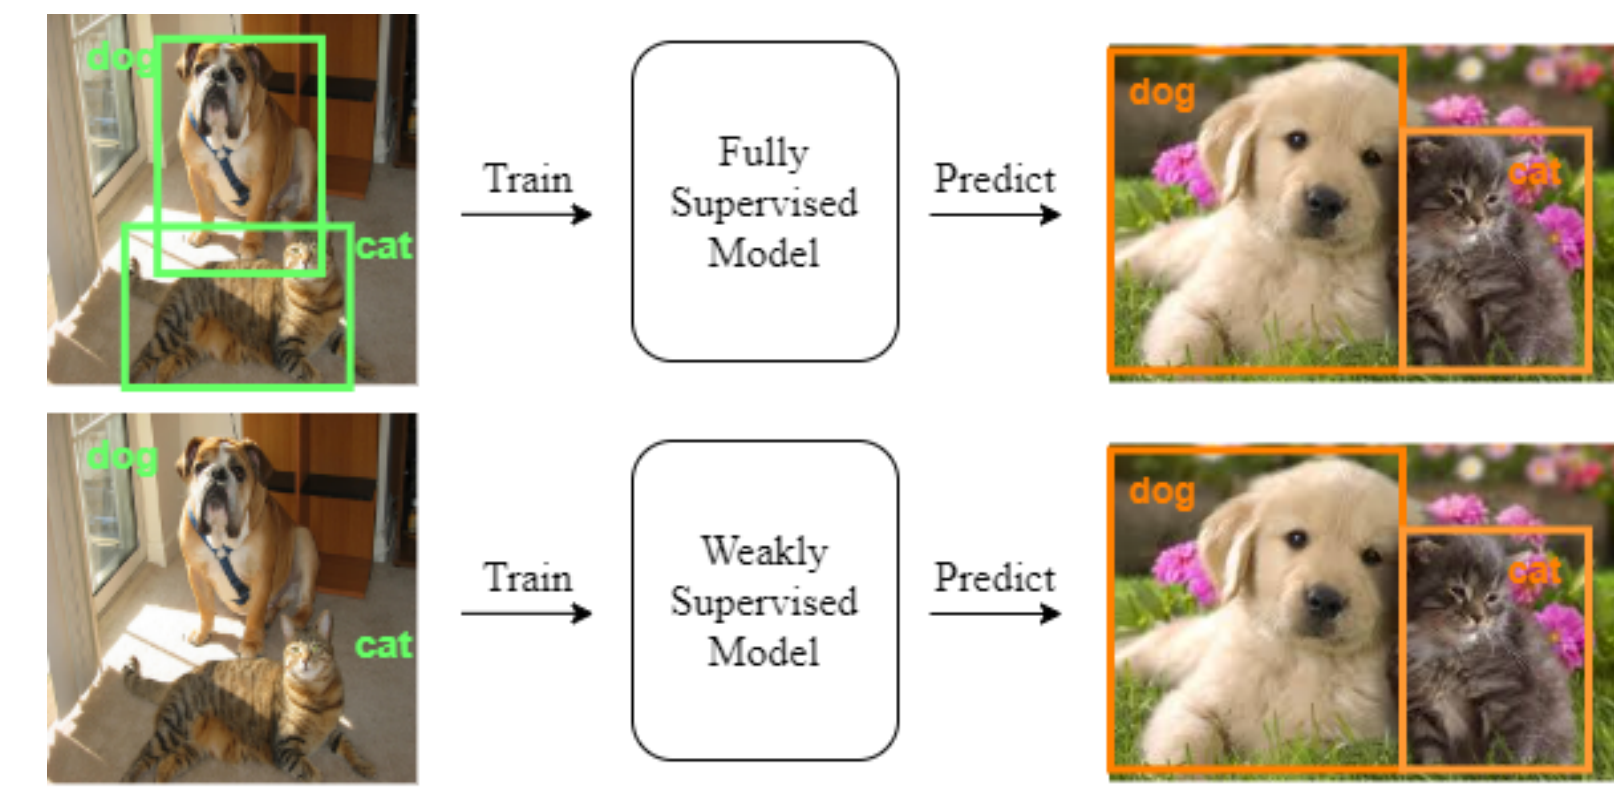 dog
cat
Train
Fully
Supervised
Model
Predict
dog
cat
dog
cat
Train
Weakly
Supervised
Model
Predict
dog
cat